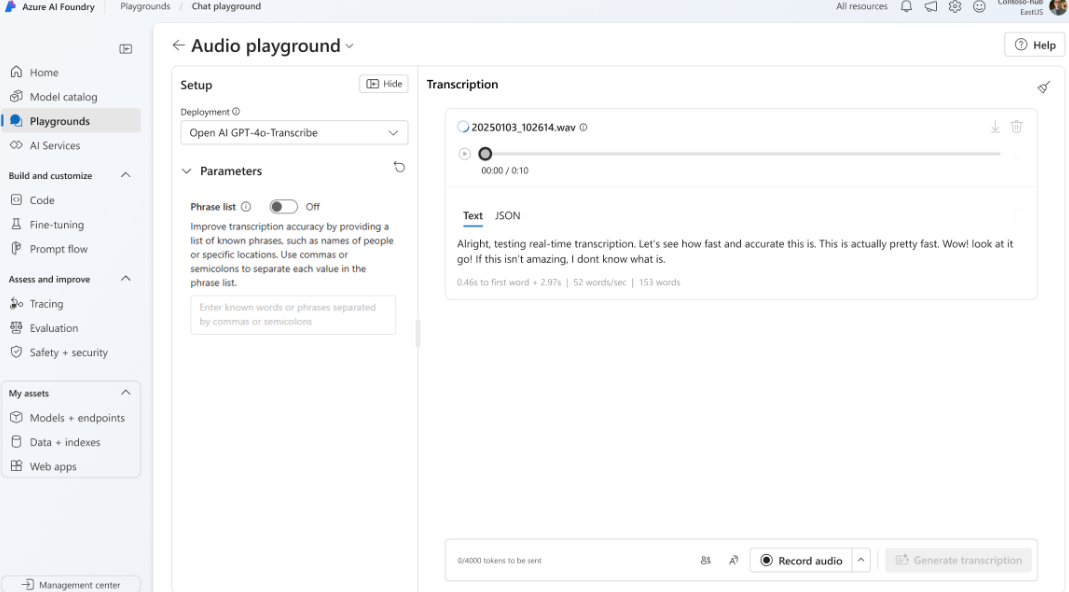 Azure AI Foundry / Playgrounds / Chat playground
All resources
Contoso-hub
EastUS
Home
Model catalog
Playgrounds
AI Services
Build and customize
Code
Fine-tuning
Prompt flow
Assess and improve
Tracing
Evaluation
Safety + security
My assets
Models + endpoints
Data + indexes
Web apps
Management center
Audio playground
Help
Setup
Hide
Deployment
Open AI GPT-4o-Transcribe
Parameters
Phrase list Off
Improve transcription accuracy by providing a
list of known phrases, such as names of people
or specific locations. Use commas or
semicolons to separate each value in the
phrase list.
Enter known words or phrases separated
by commas or semicolons
Transcription
20250103_102614.wav
00:00 / 0:10
Text JSON
Alright, testing real-time transcription. Let's see how fast and accurate this is. This is actually pretty fast. Wow! look at it
go! If this isn't amazing, I dont know what is.
0.46s to first word + 2.97s | 52 words/sec | 153 words
0/4000 tokens to be sent
Record audio
Generate transcription